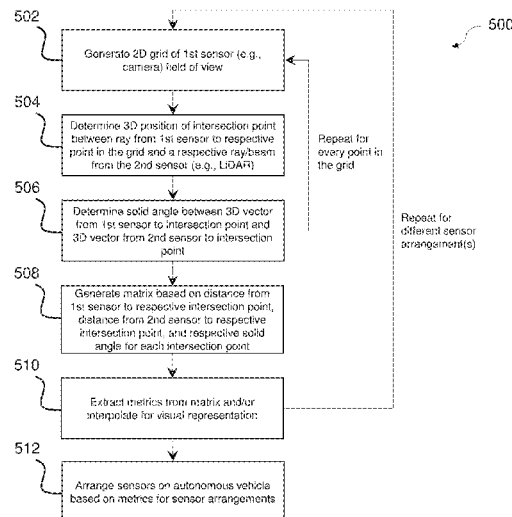 500
502
Generate 2D grid of 1st sensor (e.g.,
camera) field of view
504
Determine 3D position of intersection point
between ray from 1st sensor to respective
point in the grid and a respective ray/beam
from the 2nd sensor (e.g., LiDAR)
Repeat for
every point in
the grid
506
Determine solid angle between 3D vector
from 1st sensor to intersection point and
3D vector from 2nd sensor to intersection
point
Repeat for
different sensor
arrangement(s)
508
Generate matrix based on distance from
1st sensor to respective intersection point,
distance from 2nd sensor to respective
intersection point, and respective solid
angle for each intersection point
510
Extract metrics from matrix and/or
interpolate for visual representation
512
Arrange sensors on autonomous vehicle
based on metrics for sensor arrangements